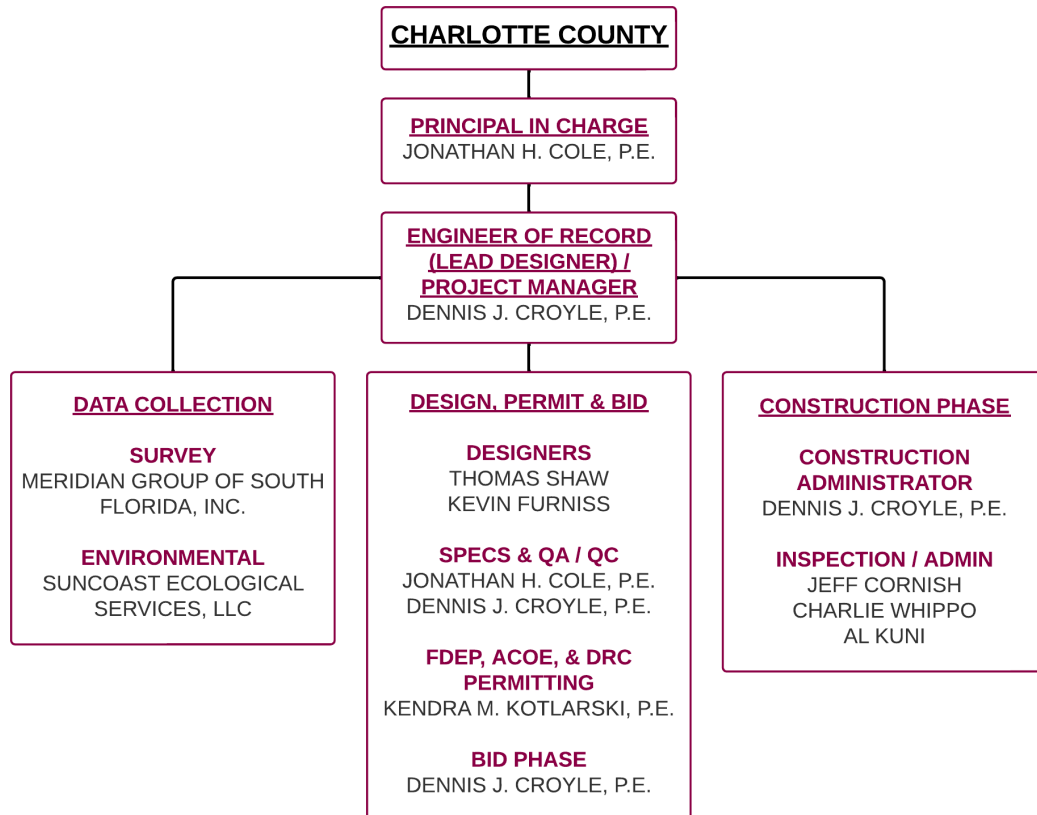 CHARLOTTE COUNTY
PRINCIPAL IN CHARGE
JONATHAN H. COLE, P.E.
ENGINEER OF RECORD
(LEAD DESIGNER) /
PROJECT MANAGER
DENNIS J. CROYLE, P.E.
DATA COLLECTION
SURVEY
MERIDIAN GROUP OF SOUTH
FLORIDA, INC.
ENVIRONMENTAL
SUNCOAST ECOLOGICAL
SERVICES, LLC
DESIGN, PERMIT & BID
DESIGNERS
THOMAS SHAW
KEVIN FURNISS
SPECS & QA / QC
JONATHAN H. COLE, P.E.
DENNIS J. CROYLE, P.E.
FDEP, ACOE, & DRC
PERMITTING
KENDRA M. KOTLARSKI, P.E.
BID PHASE
DENNIS J. CROYLE, P.E.
CONSTRUCTION PHASE
CONSTRUCTION
ADMINISTRATOR
DENNIS J. CROYLE, P.E.
INSPECTION / ADMIN
JEFF CORNISH
CHARLIE WHIPPO
AL KUNI